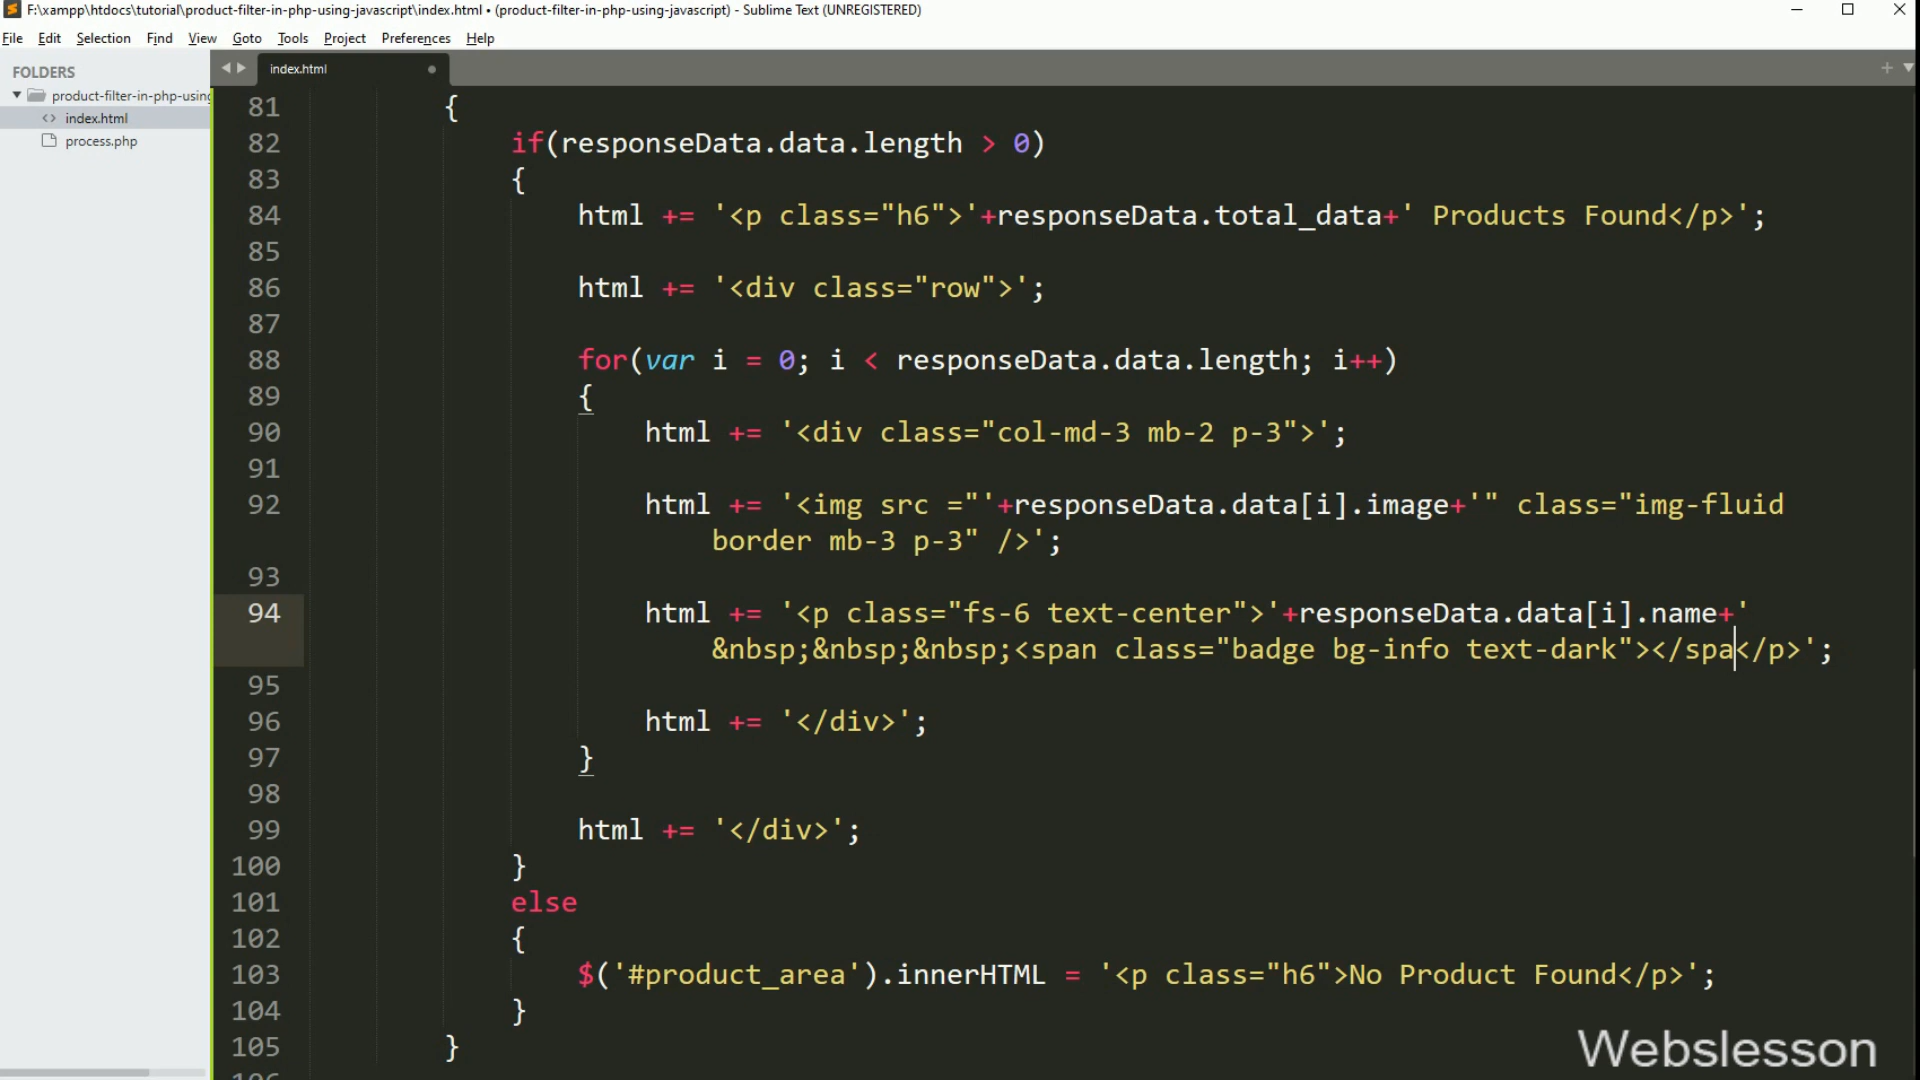 F:\xampp\htdocs\tutorial\product-filter-in-php-using-javascript\index.html • (product-filter-in-php-using-javascript) - Sublime Text (UNREGISTERED)
File Edit Selection Find View Goto Tools Project Preferences Help
FOLDERS
product-filter-in-php-using
index.html
process.php
index.html
81 {
82 if(responseData.data.length > 0)
83 {
84 html += '<p class="h6">'+responseData.total_data+' Products Found</p>';
85
86 html += '<div class="row">';
87
88 for(var i = 0; i < responseData.data.length; i++)
89 {
90 html += '<div class="col-md-3 mb-2 p-3">';
91
92 html += '<img src ="'+responseData.data[i].image+'" class="img-fluid
border mb-3 p-3" />';
93
94 html += '<p class="fs-6 text-center">'+responseData.data[i].name+'
&nbsp;&nbsp;&nbsp;<span class="badge bg-info text-dark"></spa</p>';
95
96 html += '</div>';
97 }
98
99 html += '</div>';
100 }
101 else
102 {
103 $('#product_area').innerHTML = '<p class="h6">No Product Found</p>';
104 }
105 }
Webslesson